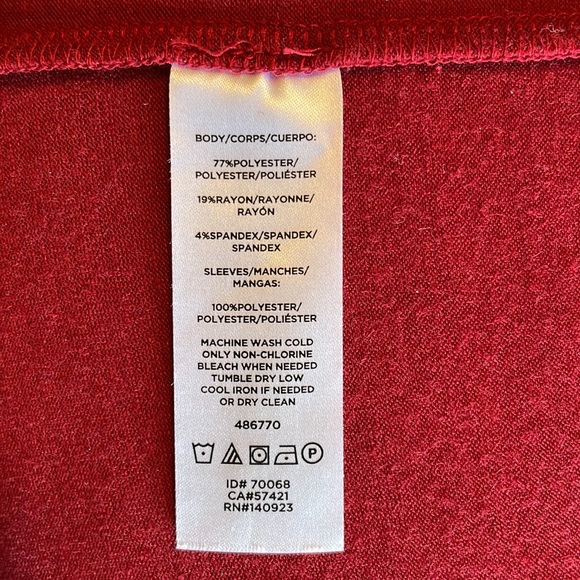 BODY/CORPS/CUERPO:
77%POLYESTER/
POLYESTER/POLIÉSTER
19%RAYON/RAYONNE/
RAYÓN
4%SPANDEX/SPANDEX/
SPANDEX
SLEEVES/MANCHES/
MANGAS:
100%POLYESTER/
POLYESTER/POLIÉSTER
MACHINE WASH COLD
ONLY NON-CHLORINE
BLEACH WHEN NEEDED
TUMBLE DRY LOW
COOL IRON IF NEEDED
OR DRY CLEAN
486770
P
ID# 70068
CA#57421
RN#140923